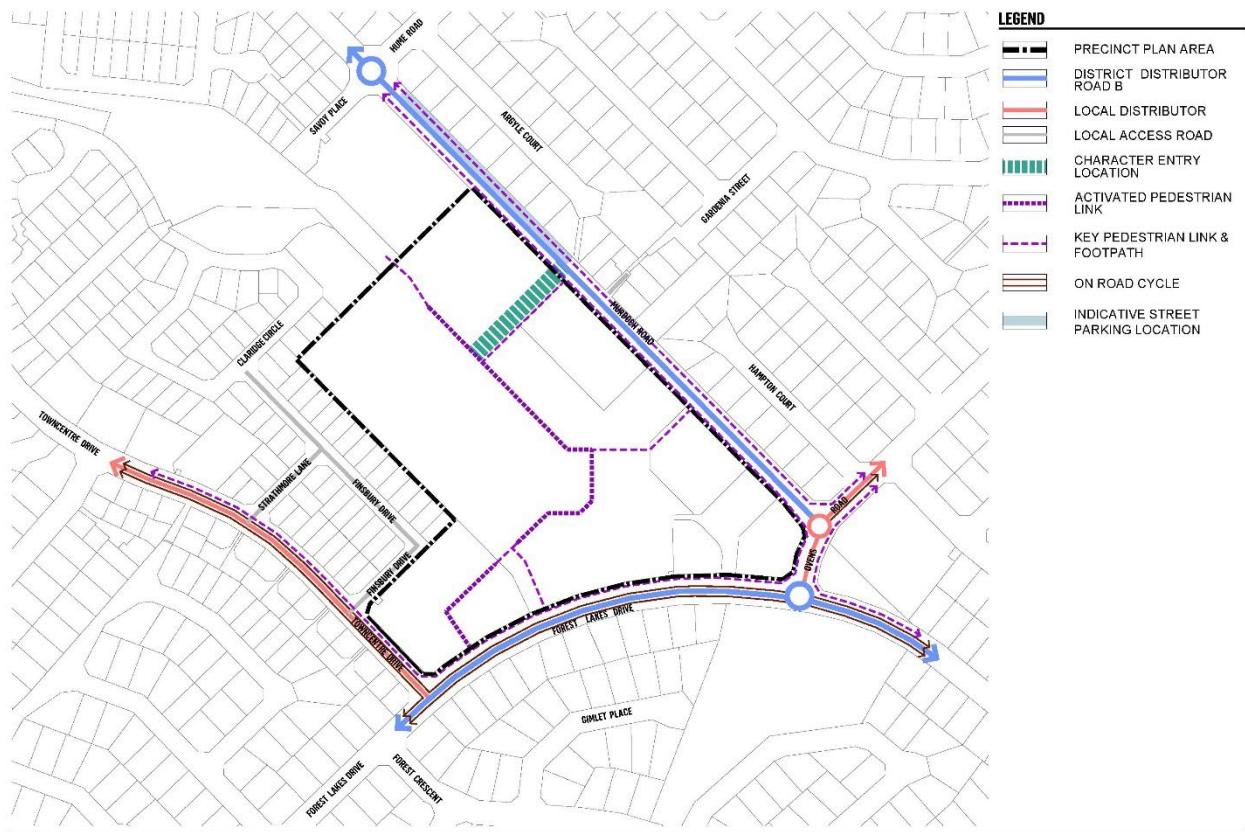 HUME ROAD
SAVOY PLACE
ARGYLE COURT
GARDENIA STREET
MURDOCH ROAD
HAMPTON COURT
CLARIDGE CIRCLE
TOWNCENTRE DRIVE
STRATHMORE LANE
FINSBURY DRIVE
FINSBURY DRIVE
TOWNCENTRE DRIVE
ROAD
OVENS
FOREST LAKES DRIVE
GIMLET PLACE
FOREST LAKES DRIVE
FOREST CRESCENT
LEGEND
PRECINCT PLAN AREA
DISTRICT DISTRIBUTOR
ROAD B
LOCAL DISTRIBUTOR
LOCAL ACCESS ROAD
CHARACTER ENTRY
LOCATION
ACTIVATED PEDESTRIAN
LINK
KEY PEDESTRIAN LINK &
FOOTPATH
ON ROAD CYCLE
INDICATIVE STREET
PARKING LOCATION